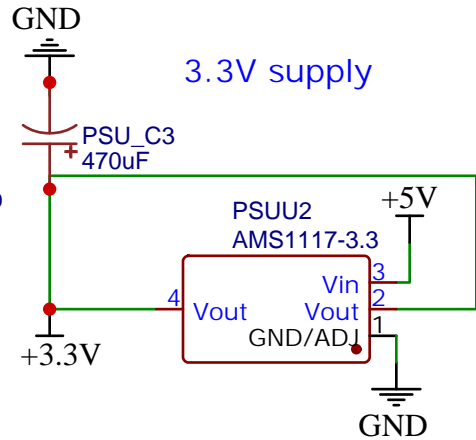 GND
3.3V supply
PSU_C3
+
470uF
PSUU2
+5V
AMS1117-3.3
Vin
3
4
Vout
Vout
2
GND/ADJ
1
+3.3V
GND